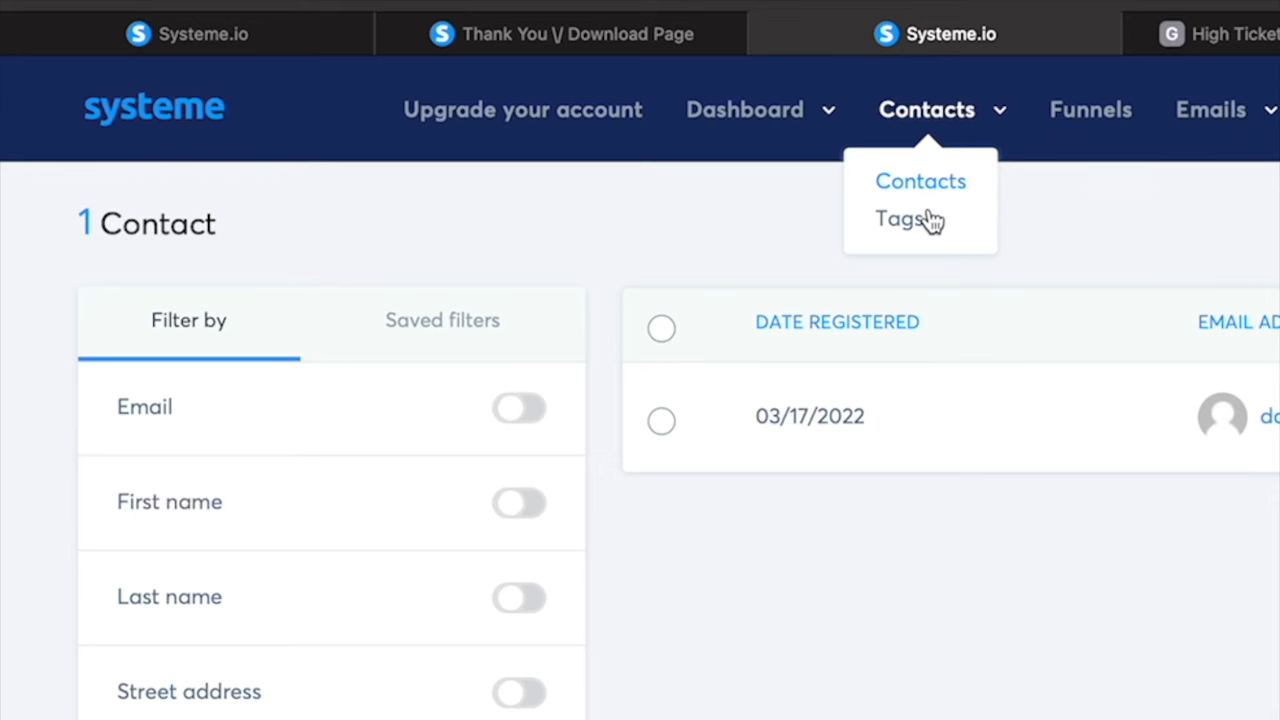 Systeme.io
Thank You \/ Download Page
Systeme.io
G High Ticket
systeme
Upgrade your account
Dashboard
Contacts
Funnels
Emails
Contacts
Tags
1 Contact
Filter by
Saved filters
DATE REGISTERED
EMAIL AD
Email
03/17/2022
First name
Last name
Street address